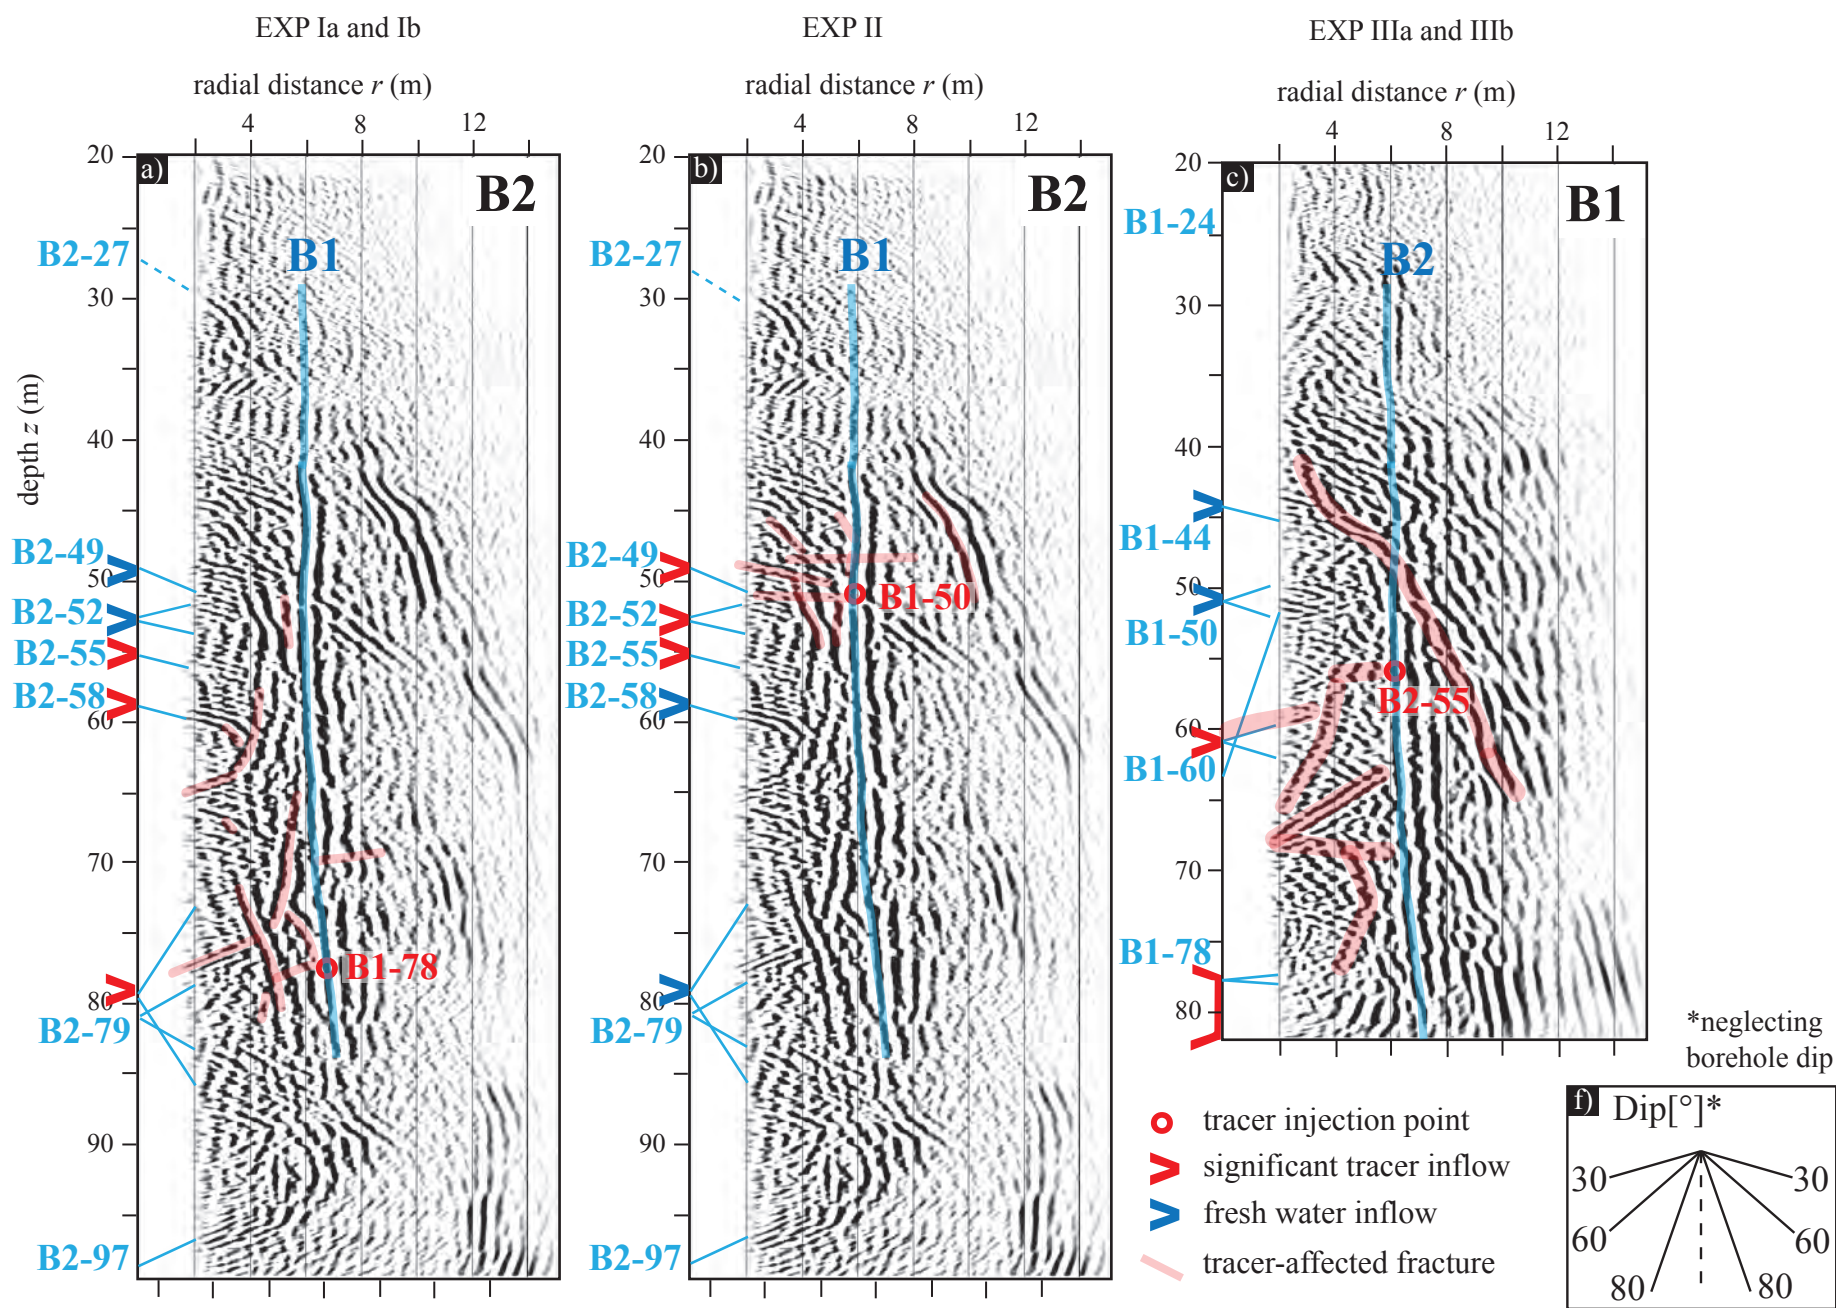 EXP Ia and Ib
EXP II
EXP IIIa and IIIb
radial distance r (m)
radial distance r (m)
radial distance r (m)
4 8 12
4 8 12
4 8 12
depth z (m)
a)
B2
B1
20
30
40
50
60
70
80
90
B2-27
B2-49
B2-52
B2-55
B2-58
B2-79
B2-97
B1-78
b)
B2
B1
20
30
40
50
60
70
80
90
B2-27
B2-49
B2-52
B2-55
B2-58
B2-79
B2-97
B1-50
c)
B1
B2
20
30
40
50
60
70
80
B1-24
B1-44
B1-50
B1-60
B1-78
B2-55
*neglecting
borehole dip
tracer injection point
significant tracer inflow
fresh water inflow
tracer-affected fracture
f) Dip[°]*
30 30
60 60
80 80